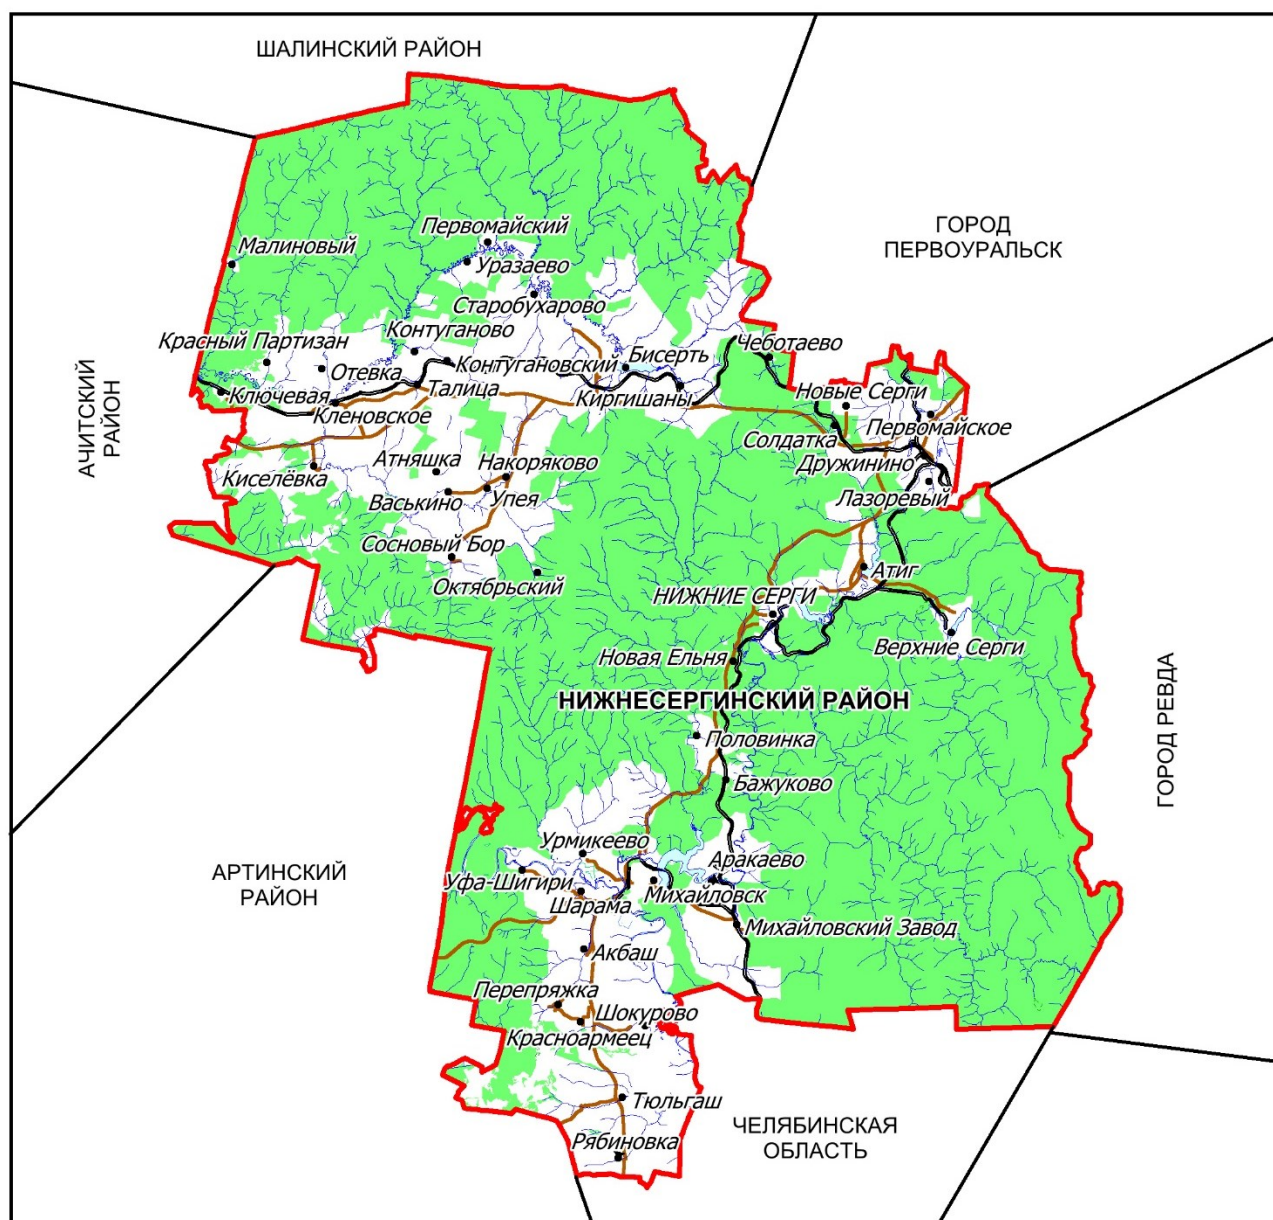 ШАЛИНСКИЙ РАЙОН
ГОРОД
ПЕРВОУРАЛЬСК
Первомайский
Малиновый
Уразаево
Старобухарово
Контуганово
Красный Партизан
Чеботаево
Отевка
Контугановский
Бисерть
АЧИТСКИЙ
РАЙОН
Ключевая
Талица
Киргишаны
Новые Серги
Кленовское
Первомайское
Солдатка
Атняшка
Накоряково
Дружинино
Киселёвка
Васькино
Упея
Лазоревый
Сосновый Бор
Октябрьский
Атиг
НИЖНИЕ СЕРГИ
Верхние Серги
Новая Ельня
НИЖНЕСЕРГИНСКИЙ РАЙОН
ГОРОД РЕВДА
Половинка
Бажуково
Урмикеево
Аракаево
АРТИНСКИЙ
РАЙОН
Уфа-Шигири
Михайловск
Шарама
Михайловский Завод
Акбаш
Перепряжка
Шокурово
Красноармеец
Тюльгаш
ЧЕЛЯБИНСКАЯ
ОБЛАСТЬ
Рябиновка